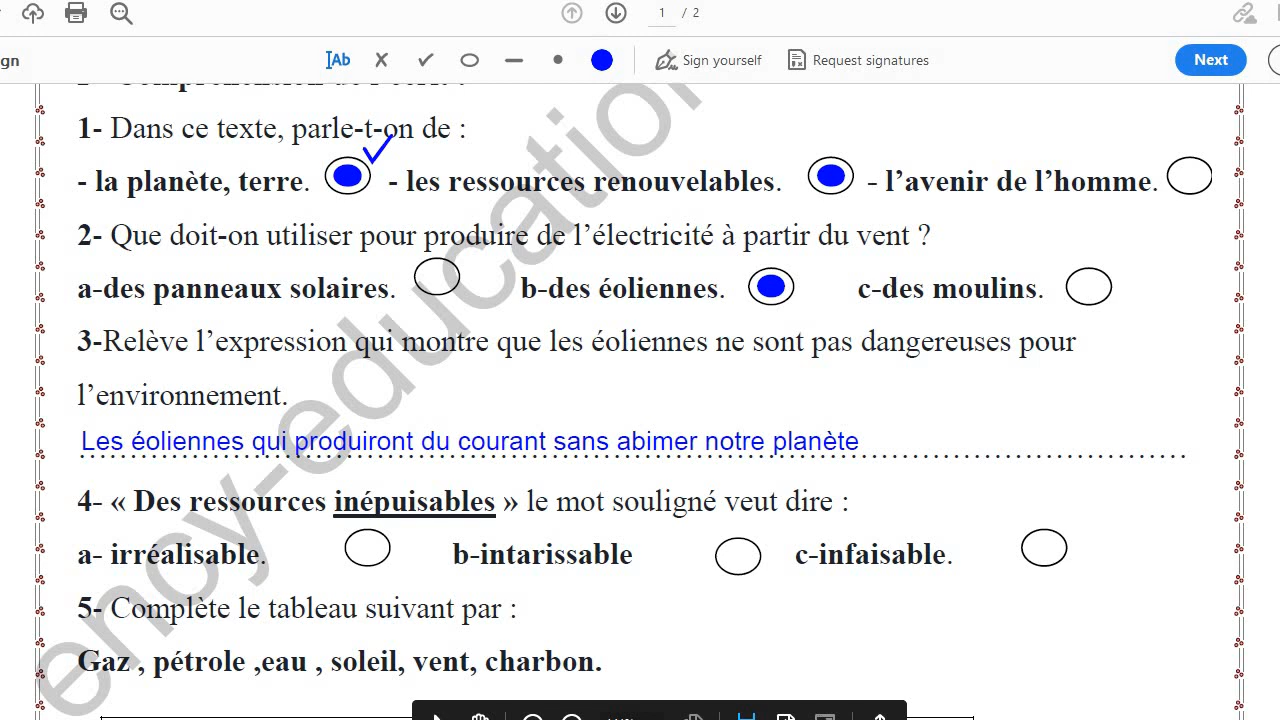 1 / 2
gn
Ab
Sign yourself
Request signatures
Next
1- Dans ce texte, parle-t-on de :
- la planète, terre. - les ressources renouvelables. - l’avenir de l’homme.
2- Que doit-on utiliser pour produire de l’électricité à partir du vent ?
a-des panneaux solaires. b-des éoliennes. c-des moulins.
3-Relève l’expression qui montre que les éoliennes ne sont pas dangereuses pour
l’environnement.
Les éoliennes qui produiront du courant sans abimer notre planète
4- « Des ressources inépuisables » le mot souligné veut dire :
a- irréalisable. b-intarissable c-infaisable.
5- Complète le tableau suivant par :
Gaz , pétrole ,eau , soleil, vent, charbon.
ency-education